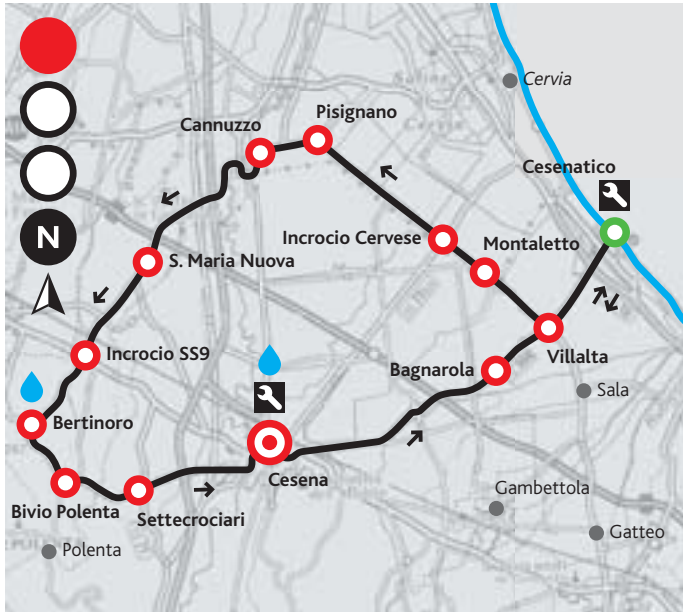 Cervia
Pisignano
Cannuzzo
Cesenatico
N
Incrocio Cervese
Montaletto
S. Maria Nuova
Villalta
Incrocio SS9
Bagnarola
Sala
Bertinoro
Cesena
Gambettola
Bivio Polenta
Settecrociari
Gatteo
Polenta